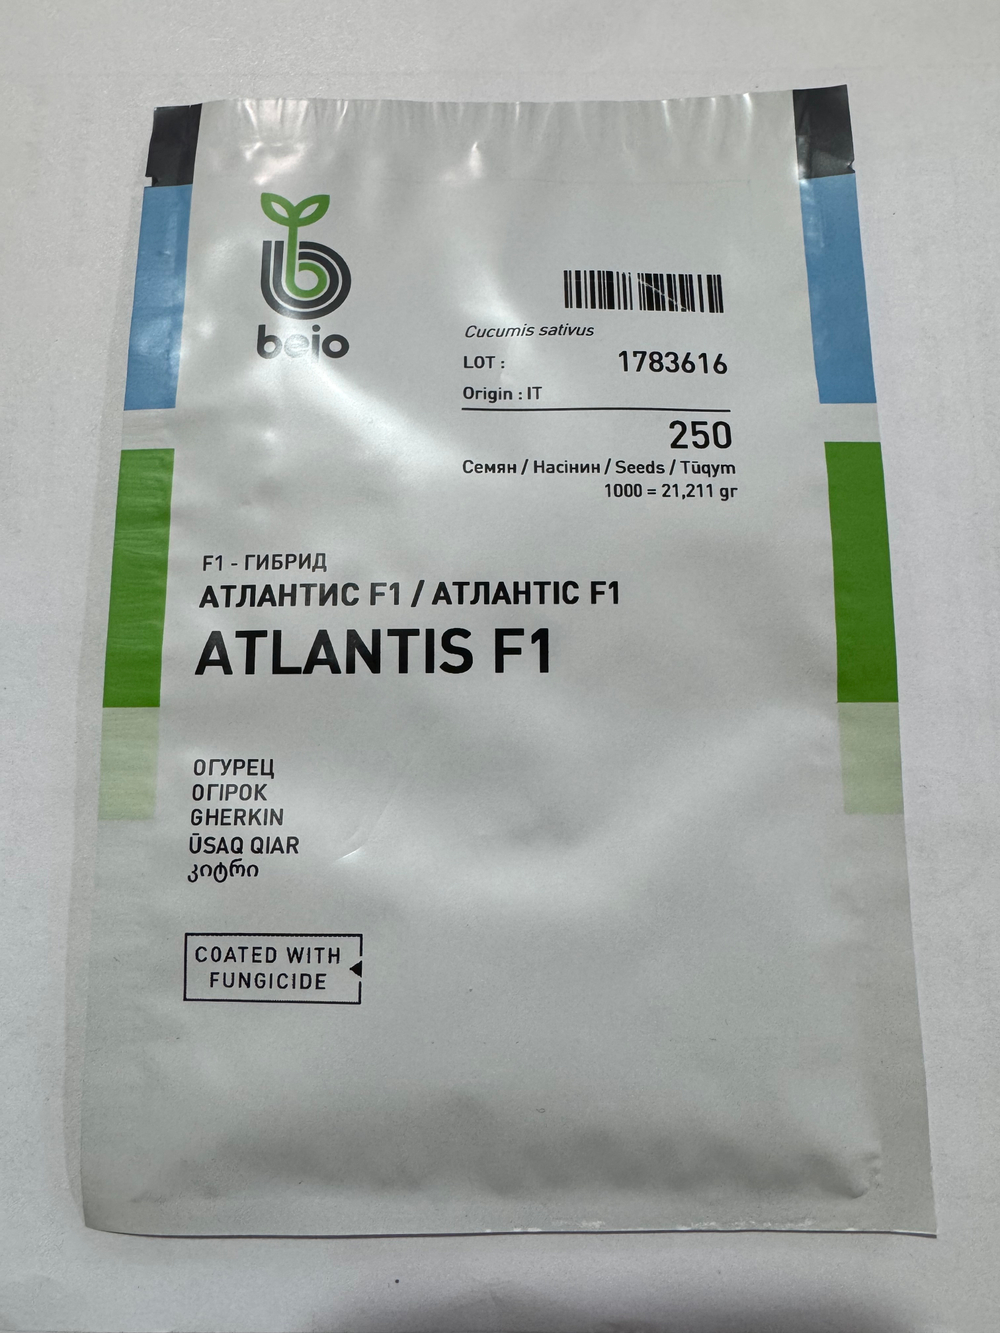 bejo
Cucumis sativus
LOT : 1783616
Origin : IT
250
Семян / Насінин / Seeds / Tūqym
1000 = 21,211 gr
F1 - ГИБРИД
АТЛАНТИС F1 / АТЛАНТІС F1
ATLANTIS F1
ОГУРЕЦ
ОГІРОК
GHERKIN
ŪSAQ QIAR
კიტრი
COATED WITH
FUNGICIDE